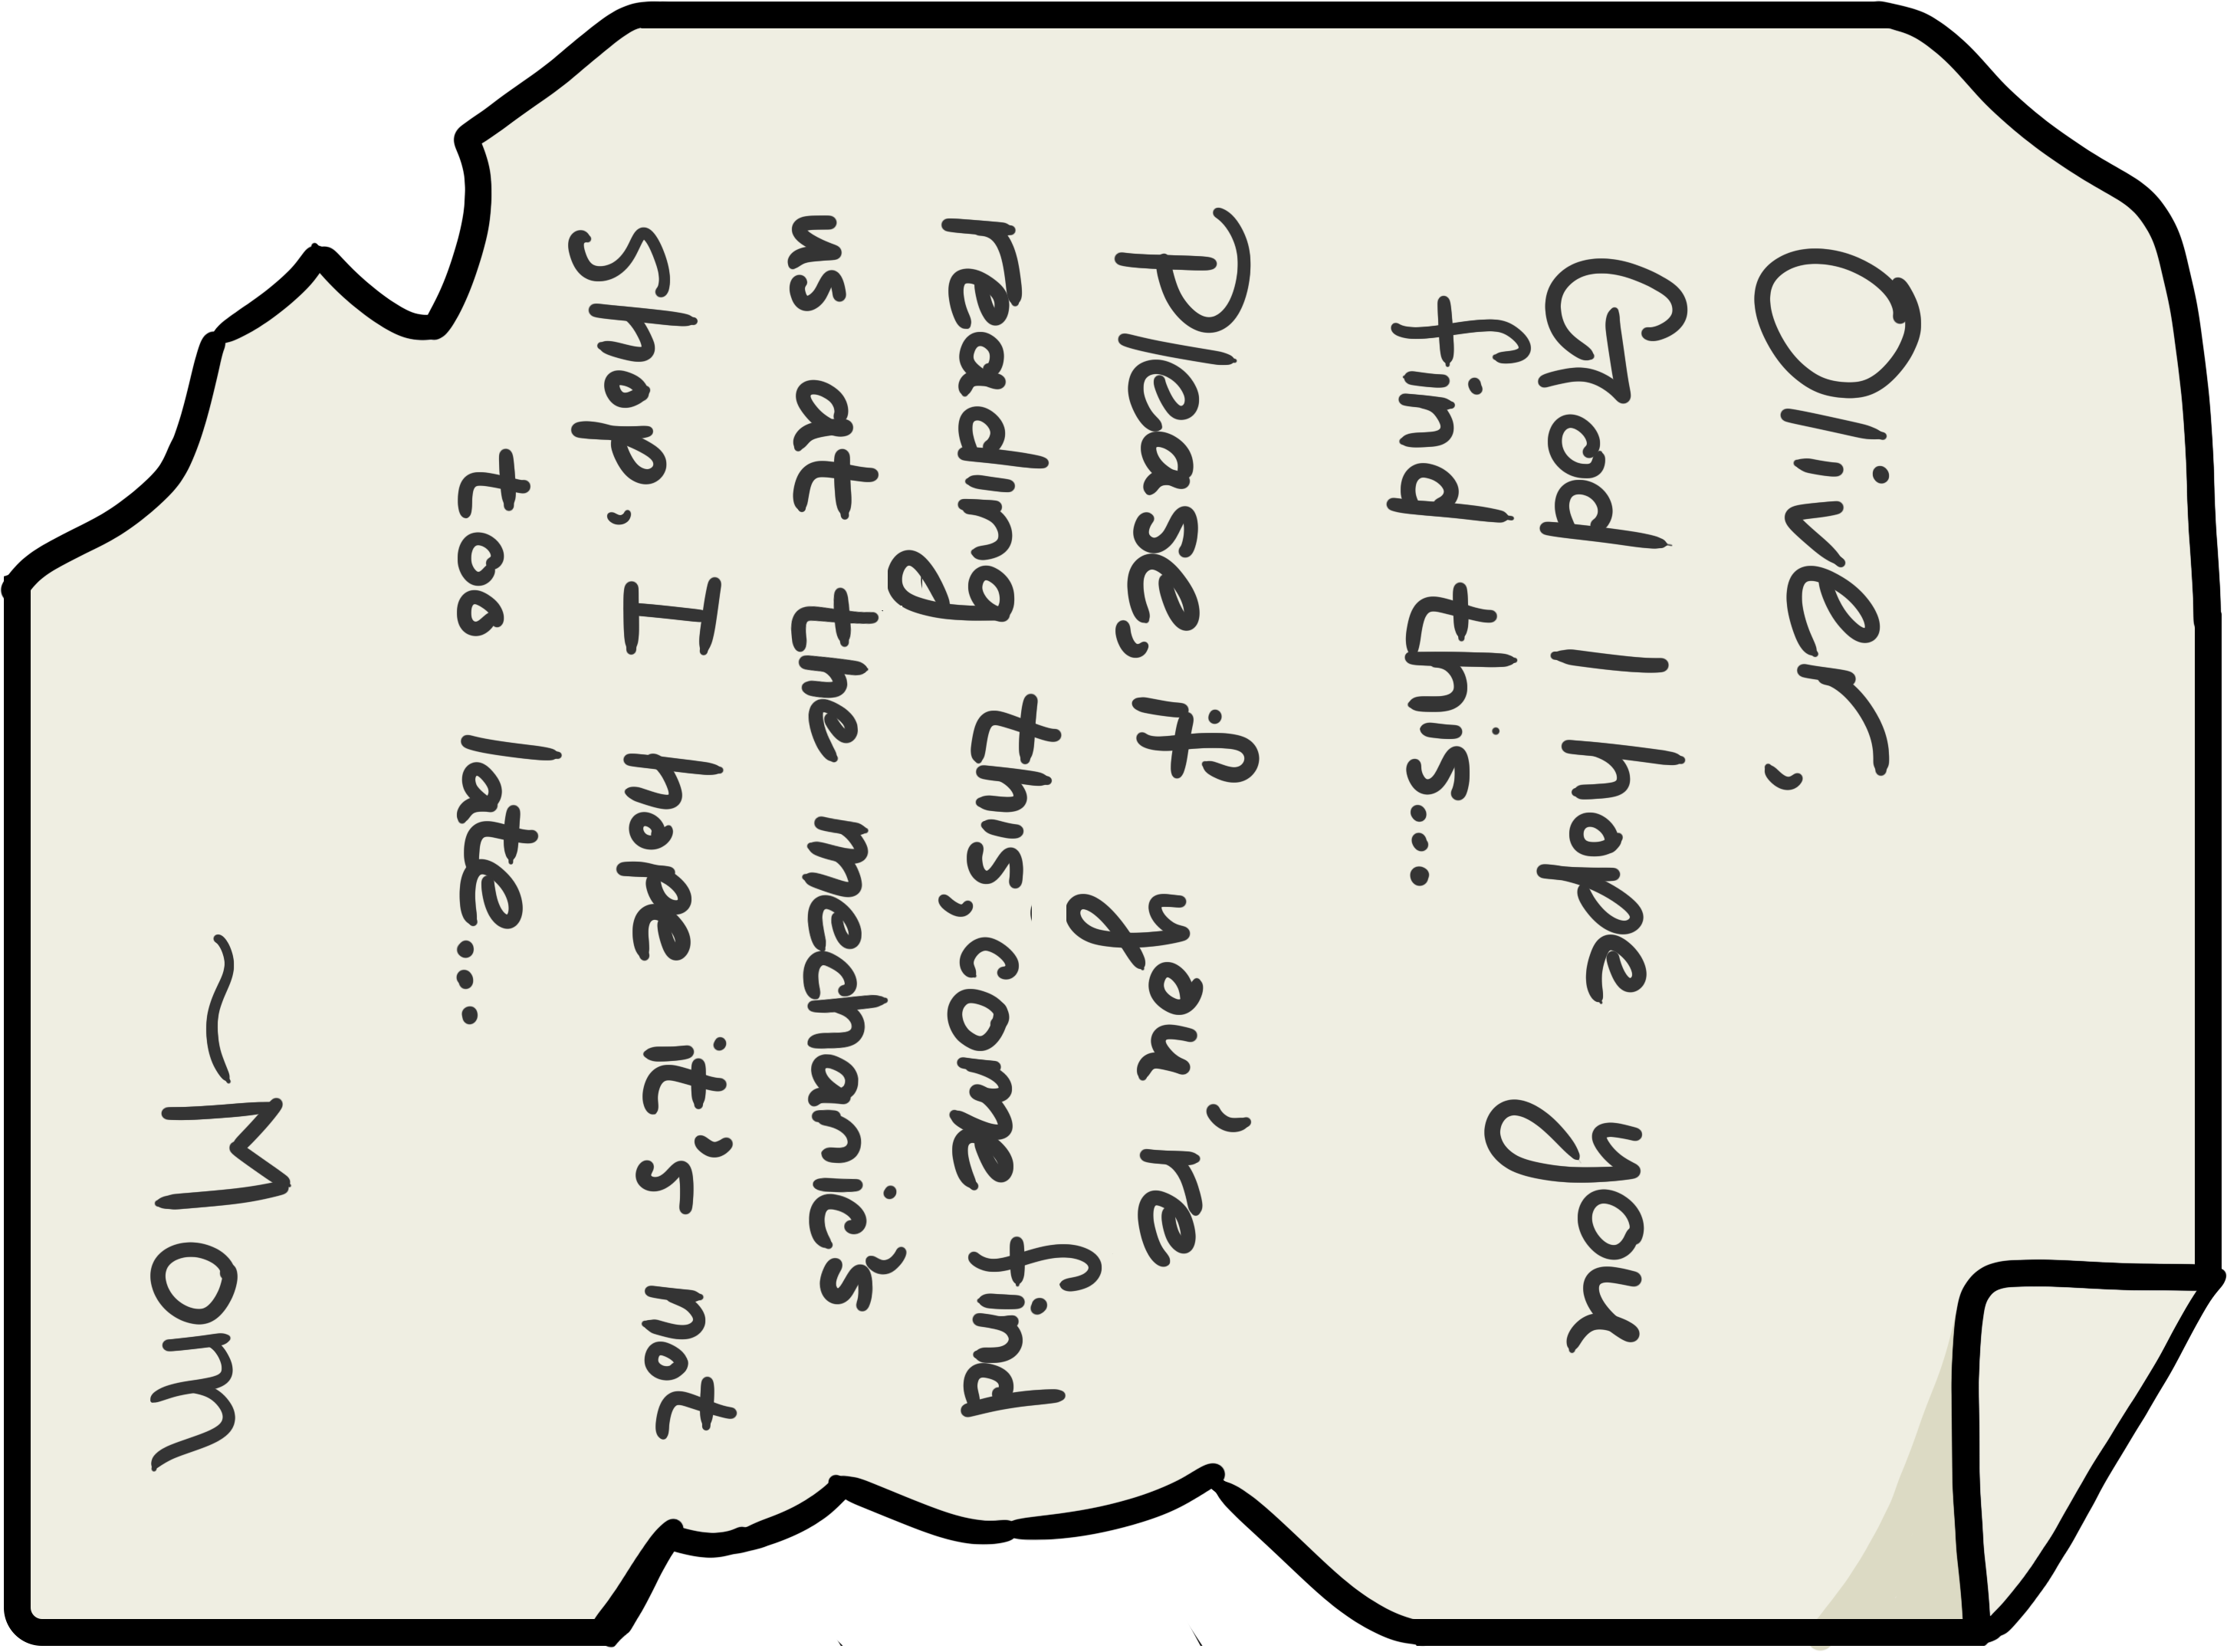 Oliver,
God I hope you
find this...
Please, if you're
reading this, come find
us at the mechanic's
Shop, I hope it's not
too late...
~Mom